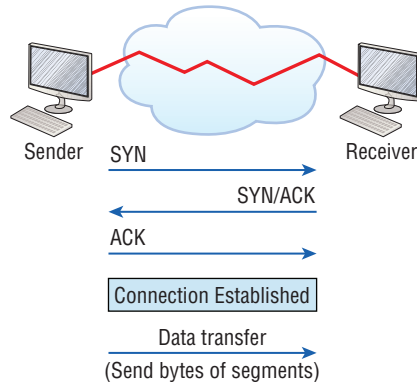 Sender
Receiver
SYN
SYN/ACK
ACK
Connection Established
Data transfer
(Send bytes of segments)